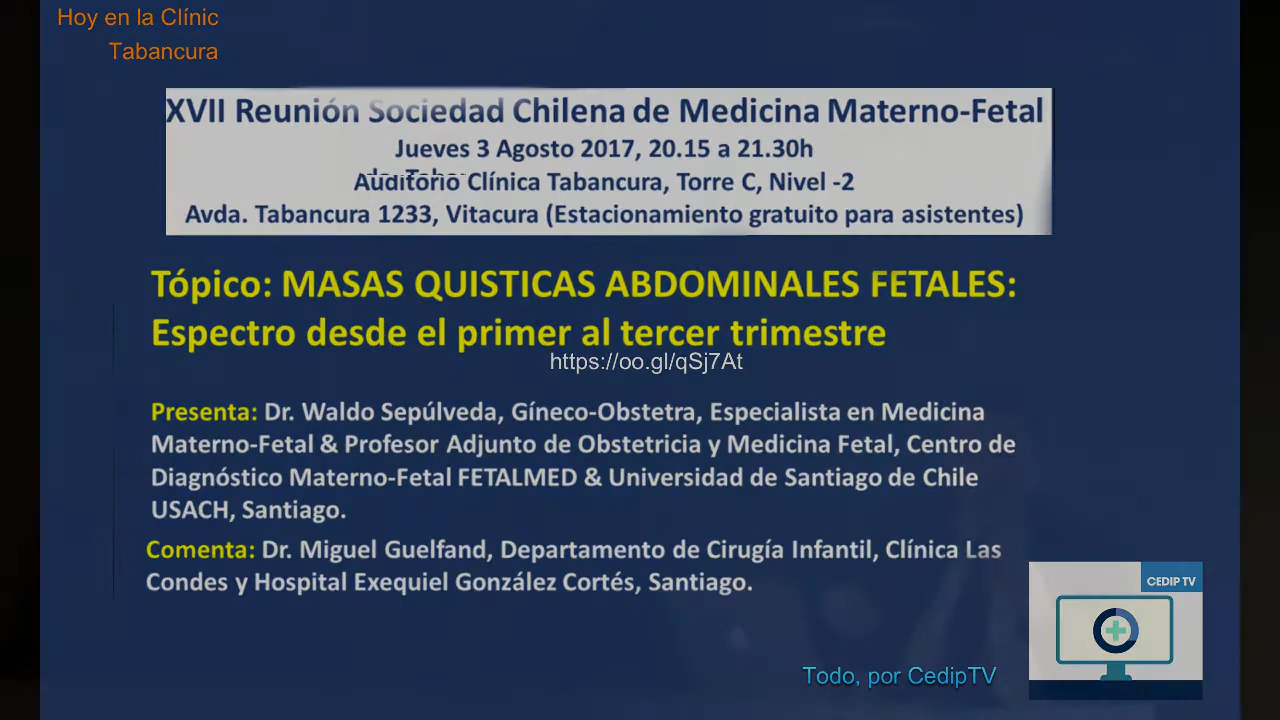 Hoy en la Clínic
Tabancura
XVII Reunión Sociedad Chilena de Medicina Materno-Fetal
Jueves 3 Agosto 2017, 20.15 a 21.30h
Auditorio Clínica Tabancura, Torre C, Nivel -2
Avda. Tabancura 1233, Vitacura (Estacionamiento gratuito para asistentes)
Tópico: MASAS QUISTICAS ABDOMINALES FETALES:
Espectro desde el primer al tercer trimestre
https://oo.gl/qSj7At
Presenta: Dr. Waldo Sepúlveda, Gíneco-Obstetra, Especialista en Medicina
Materno-Fetal & Profesor Adjunto de Obstetricia y Medicina Fetal, Centro de
Diagnóstico Materno-Fetal FETALMED & Universidad de Santiago de Chile
USACH, Santiago.
Comenta: Dr. Miguel Guelfand, Departamento de Cirugía Infantil, Clínica Las
Condes y Hospital Exequiel González Cortés, Santiago.
CEDIP TV
Todo, por CedipTV